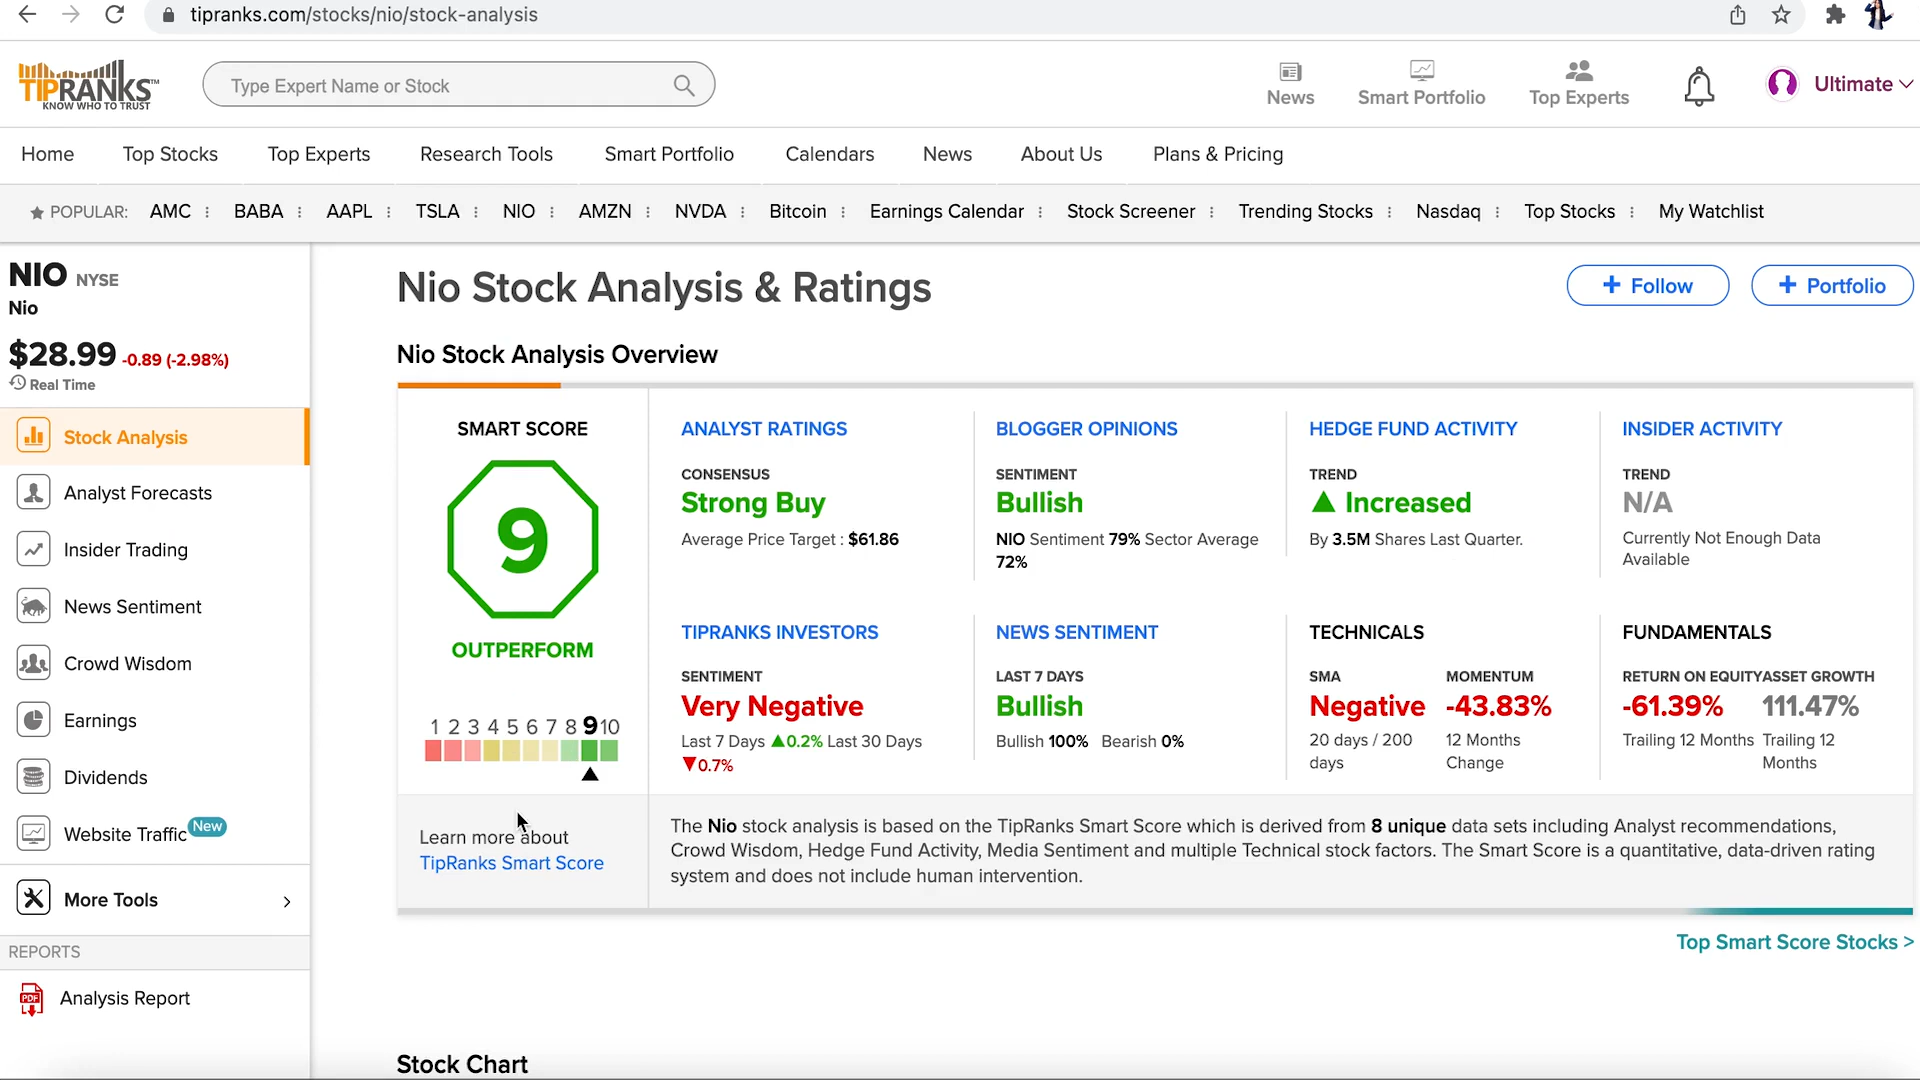 tipranks.com/stocks/nio/stock-analysis
TIPRANKS™
KNOW WHO TO TRUST
Type Expert Name or Stock
News
Smart Portfolio
Top Experts
Ultimate
Home Top Stocks Top Experts Research Tools Smart Portfolio Calendars News About Us Plans & Pricing
POPULAR: AMC BABA AAPL TSLA NIO AMZN NVDA Bitcoin Earnings Calendar Stock Screener Trending Stocks Nasdaq Top Stocks My Watchlist
NIO NYSE
Nio
$28.99 -0.89 (-2.98%)
Real Time
Stock Analysis
Analyst Forecasts
Insider Trading
News Sentiment
Crowd Wisdom
Earnings
Dividends
Website Traffic New
More Tools
REPORTS
PDF
Analysis Report
Nio Stock Analysis & Ratings
+ Follow
+ Portfolio
Nio Stock Analysis Overview
SMART SCORE
9
OUTPERFORM
1 2 3 4 5 6 7 8 9 10
Learn more about
TipRanks Smart Score
ANALYST RATINGS
CONSENSUS
Strong Buy
Average Price Target : $61.86
BLOGGER OPINIONS
SENTIMENT
Bullish
NIO Sentiment 79% Sector Average
72%
HEDGE FUND ACTIVITY
TREND
▲ Increased
By 3.5M Shares Last Quarter.
INSIDER ACTIVITY
TREND
N/A
Currently Not Enough Data
Available
TIPRANKS INVESTORS
SENTIMENT
Very Negative
Last 7 Days ▲0.2% Last 30 Days
▼0.7%
NEWS SENTIMENT
LAST 7 DAYS
Bullish
Bullish 100% Bearish 0%
TECHNICALS
SMA MOMENTUM
Negative -43.83%
20 days / 200 12 Months
days Change
FUNDAMENTALS
RETURN ON EQUITY ASSET GROWTH
-61.39% 111.47%
Trailing 12 Months Trailing 12
Months
The Nio stock analysis is based on the TipRanks Smart Score which is derived from 8 unique data sets including Analyst recommendations,
Crowd Wisdom, Hedge Fund Activity, Media Sentiment and multiple Technical stock factors. The Smart Score is a quantitative, data-driven rating
system and does not include human intervention.
Top Smart Score Stocks >
Stock Chart